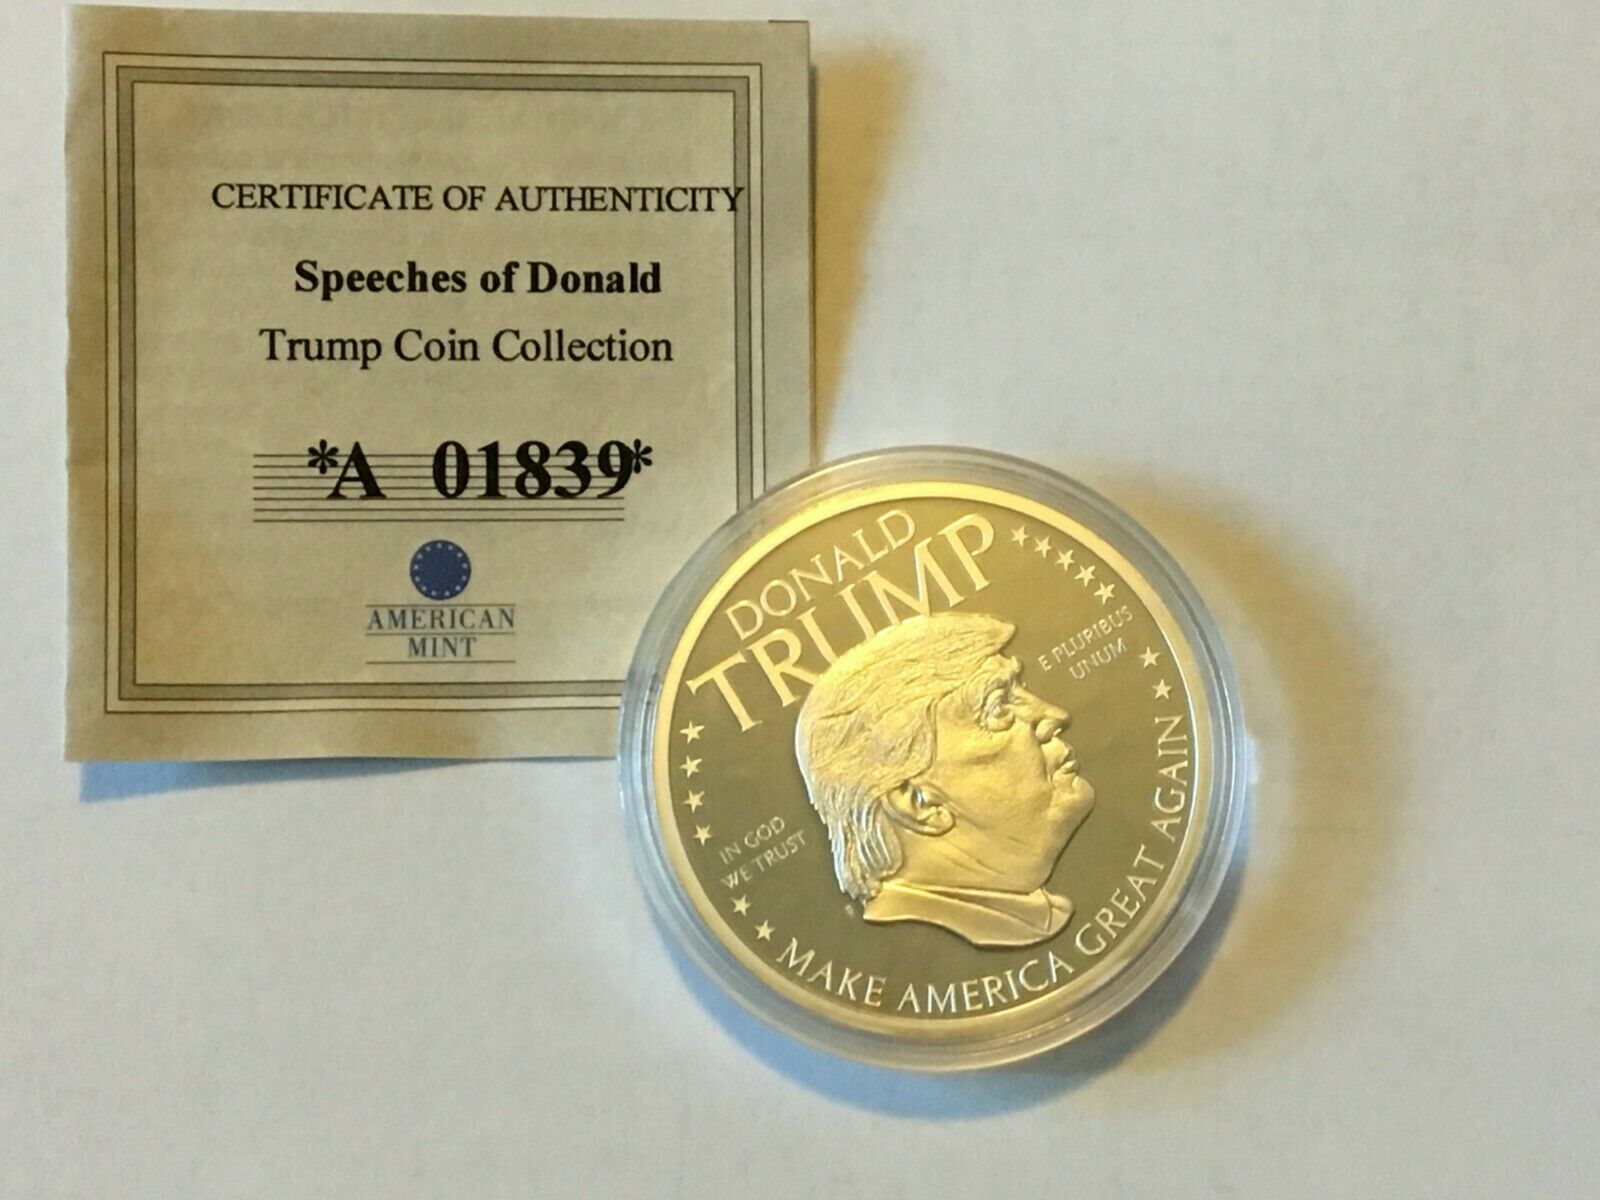 CERTIFICATE OF AUTHENTICITY
Speeches of Donald
Trump Coin Collection
*A 01839*
AMERICAN
MINT
DONALD
TRUMP
E PLURIBUS
UNUM
IN GOD
WE TRUST
MAKE AMERICA GREAT AGAIN